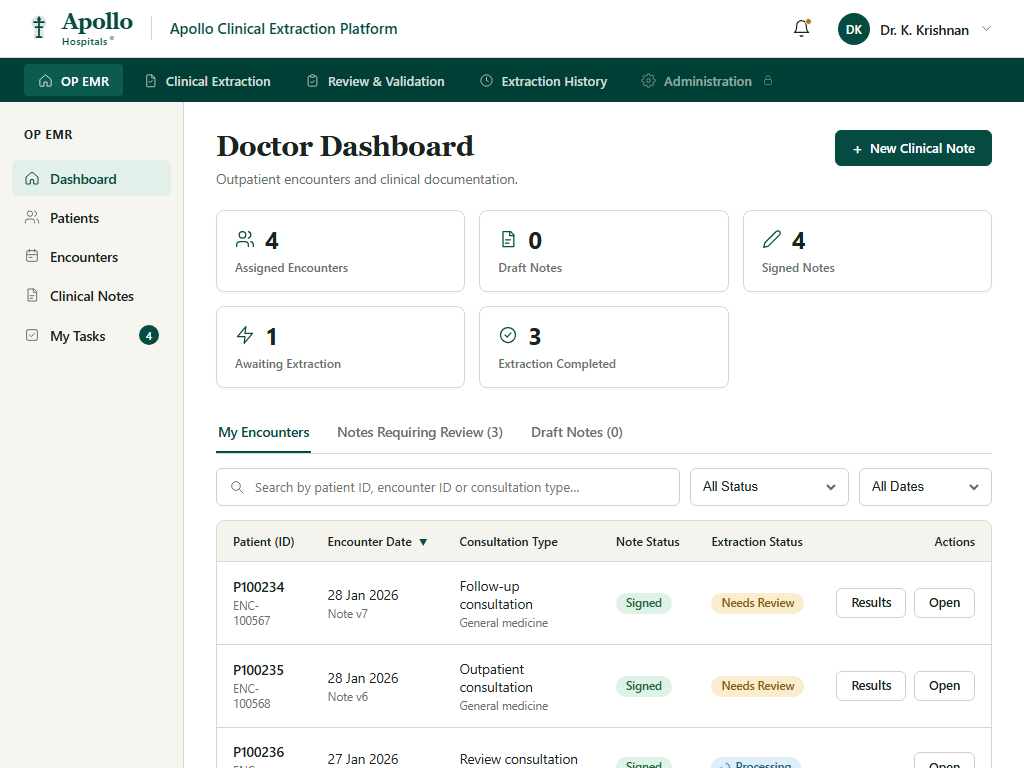 Apollo
Hospitals®
Apollo Clinical Extraction Platform
DK
Dr. K. Krishnan
OP EMR
Clinical Extraction
Review & Validation
Extraction History
Administration
OP EMR
Dashboard
Patients
Encounters
Clinical Notes
My Tasks
4
Doctor Dashboard
Outpatient encounters and clinical documentation.
+ New Clinical Note
4
Assigned Encounters
0
Draft Notes
4
Signed Notes
1
Awaiting Extraction
3
Extraction Completed
My Encounters
Notes Requiring Review (3)
Draft Notes (0)
Search by patient ID, encounter ID or consultation type...
All Status
All Dates
Patient (ID)
Encounter Date ▼
Consultation Type
Note Status
Extraction Status
Actions
P100234
ENC-
100567
28 Jan 2026
Note v7
Follow-up
consultation
General medicine
Signed
Needs Review
Results
Open
P100235
ENC-
100568
28 Jan 2026
Note v6
Outpatient
consultation
General medicine
Signed
Needs Review
Results
Open
P100236
ENC-
27 Jan 2026
Review consultation
Signed
Processing
Open